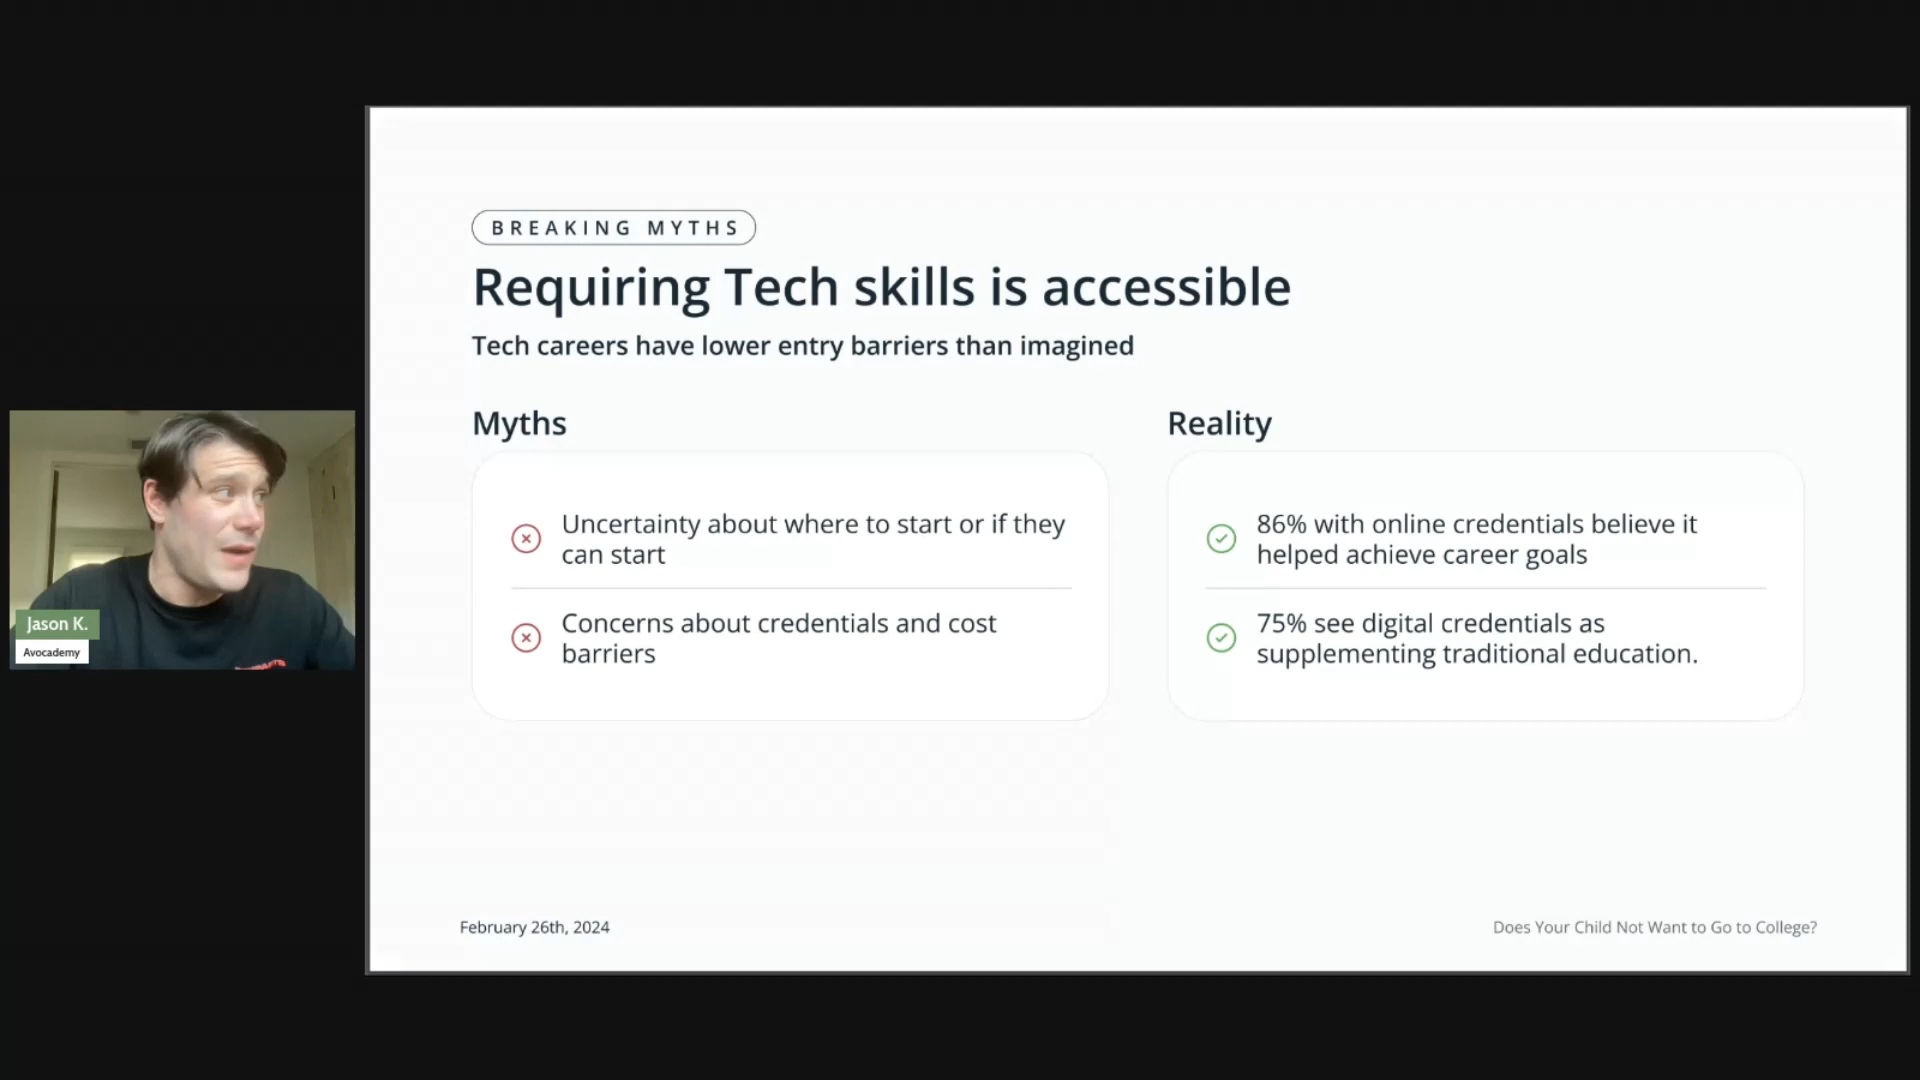 BREAKING MYTHS
Requiring Tech skills is accessible
Tech careers have lower entry barriers than imagined
Myths
Uncertainty about where to start or if they
can start
Concerns about credentials and cost
barriers
Reality
86% with online credentials believe it
helped achieve career goals
75% see digital credentials as
supplementing traditional education.
Jason K.
Avocademy
February 26th, 2024
Does Your Child Not Want to Go to College?